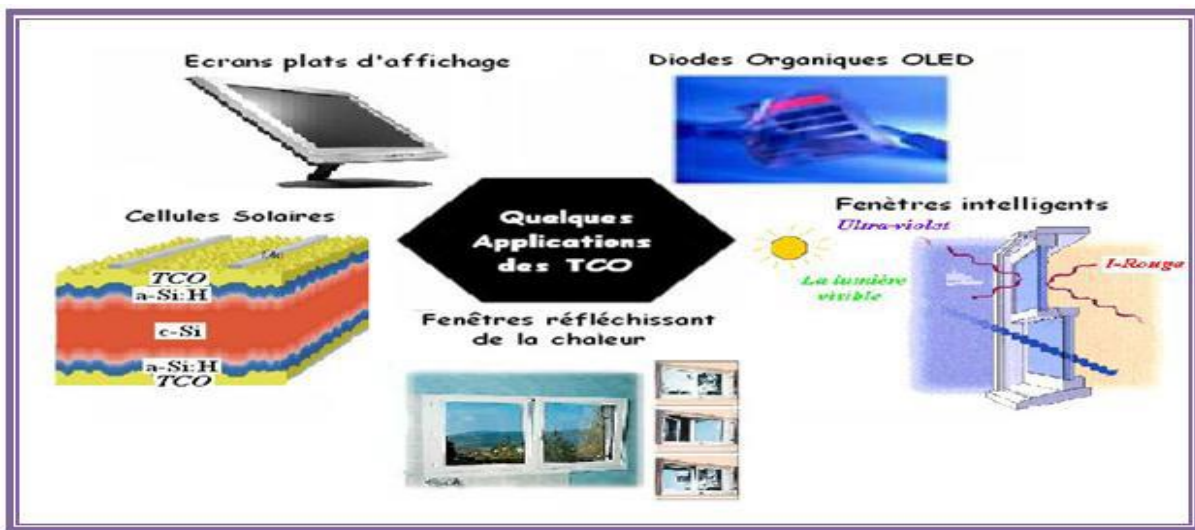 Ecrans plats d'affichage
Diodes Organiques OLED
Cellules Solaires
TCO
a-Si:H
c-Si
a-Si:H
TCO
Quelques
Applications
des TCO
Fenètres intelligents
Ultra-violet
I-Rouge
La lumière
visible
Fenêtres réfléchissant
de la chaleur